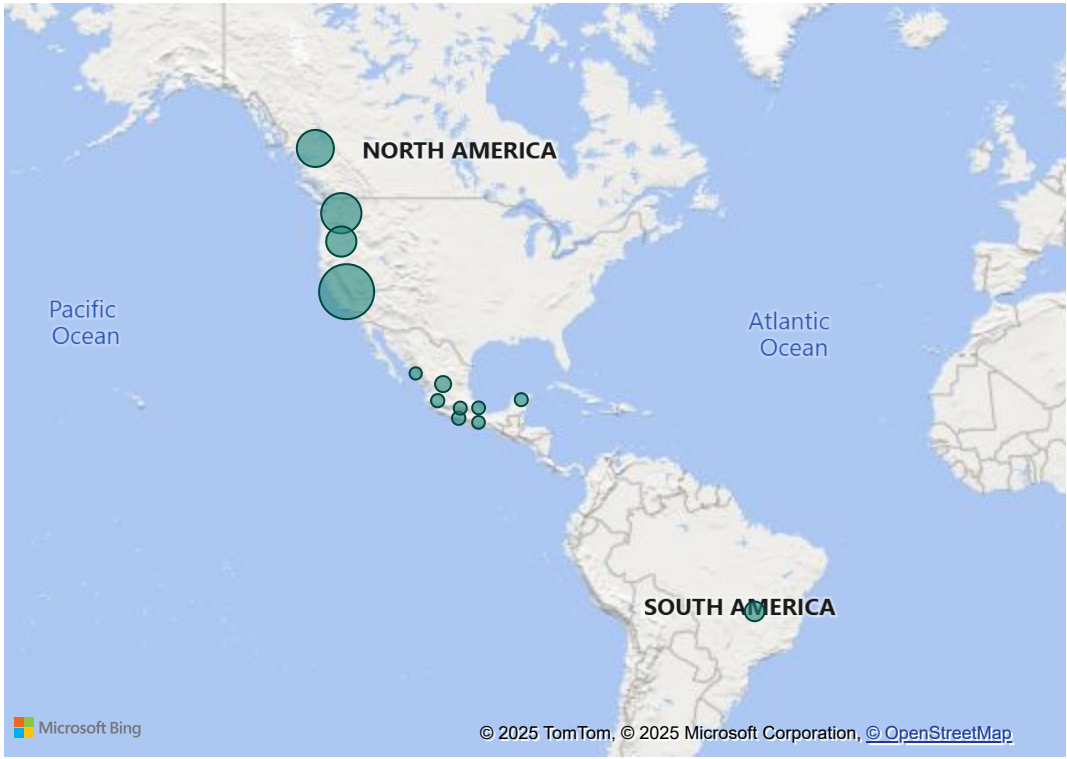 NORTH AMERICA
Pacific
Ocean
Atlantic
Ocean
SOUTH AMERICA
Microsoft Bing
© 2025 TomTom, © 2025 Microsoft Corporation, © OpenStreetMap